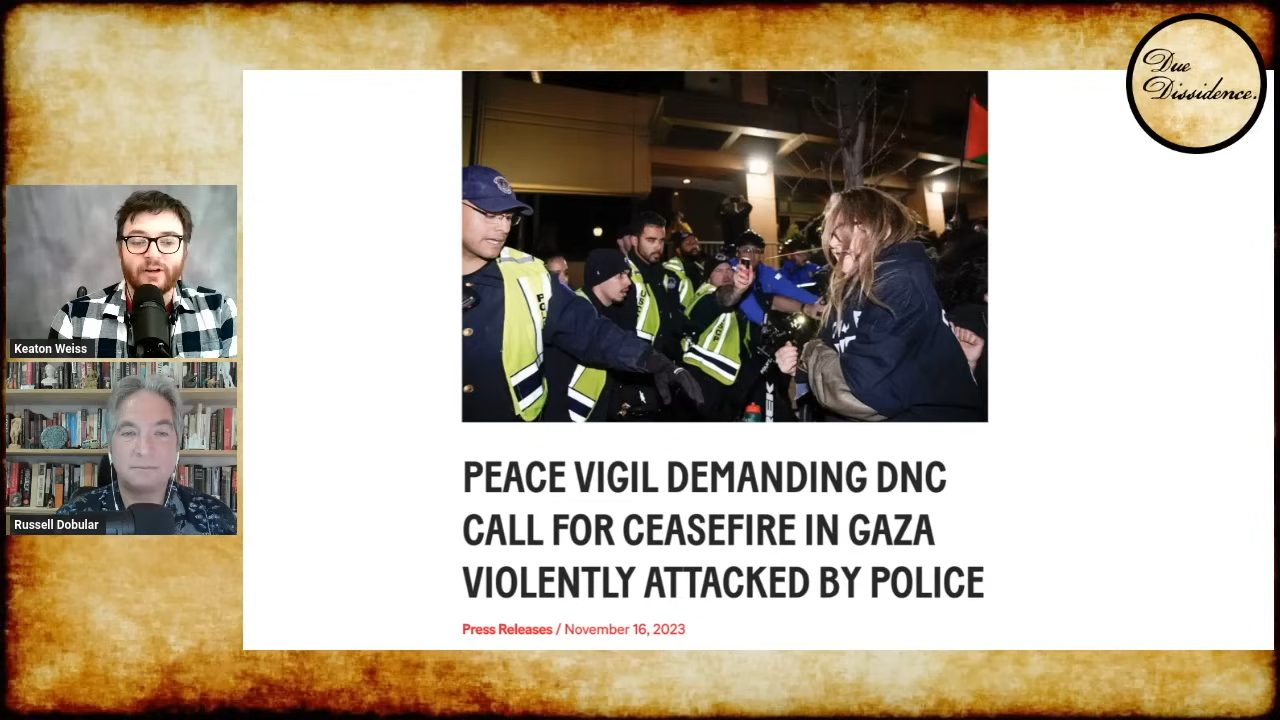 Due
Dissidence.
Keaton Weiss
Russell Dobular
PEACE VIGIL DEMANDING DNC
CALL FOR CEASEFIRE IN GAZA
VIOLENTLY ATTACKED BY POLICE
Press Releases / November 16, 2023